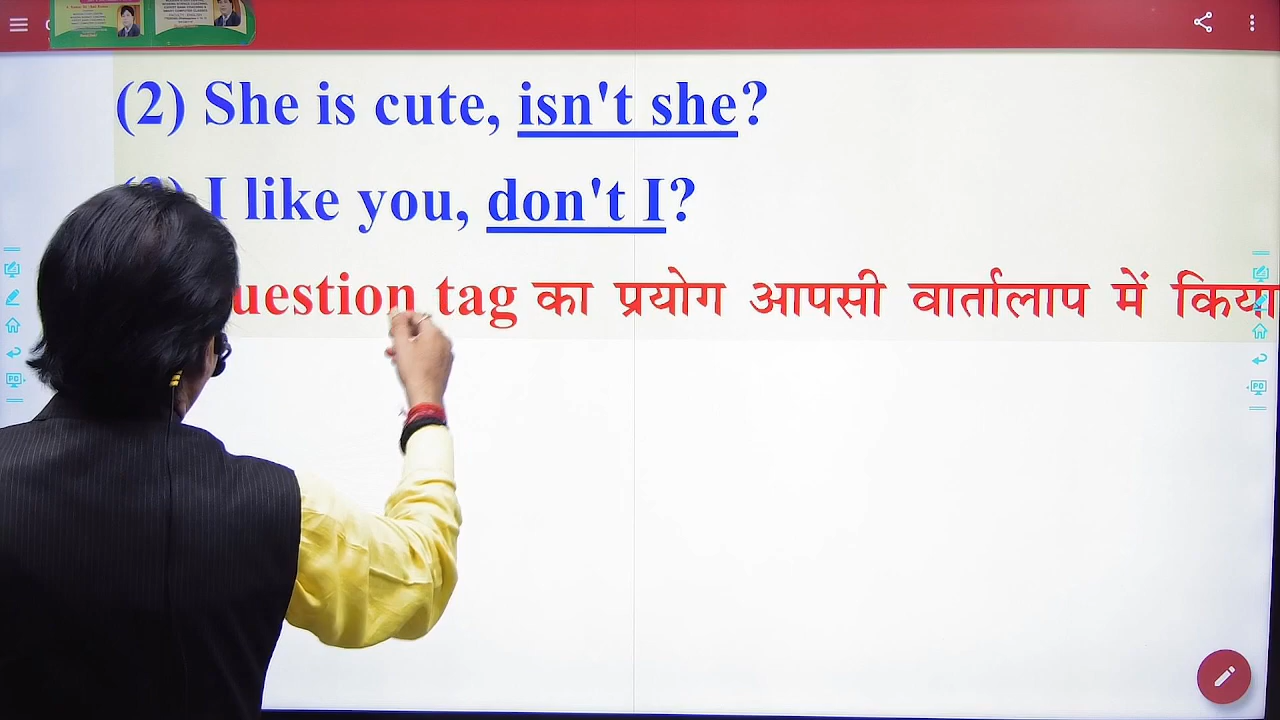 (2) She is cute, isn't she?
I like you, don't I?
uestion tag का प्रयोग आपसी वार्तालाप में किय